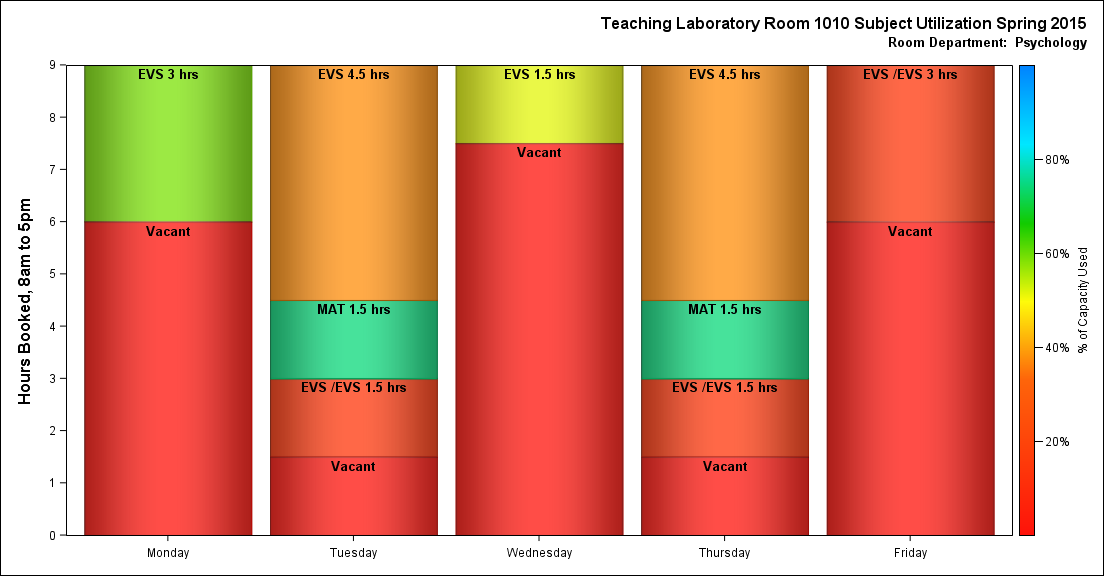 Teaching Laboratory Room 1010 Subject Utilization Spring 2015
Room Department:  Psychology
Hours Booked, 8am to 5pm
9
8
7
6
5
4
3
2
1
0
EVS 3 hrs
Vacant
EVS 4.5 hrs
MAT 1.5 hrs
EVS /EVS 1.5 hrs
Vacant
EVS 1.5 hrs
Vacant
EVS 4.5 hrs
MAT 1.5 hrs
EVS /EVS 1.5 hrs
Vacant
EVS /EVS 3 hrs
Vacant
Monday
Tuesday
Wednesday
Thursday
Friday
80%
60%
40%
20%
% of Capacity Used